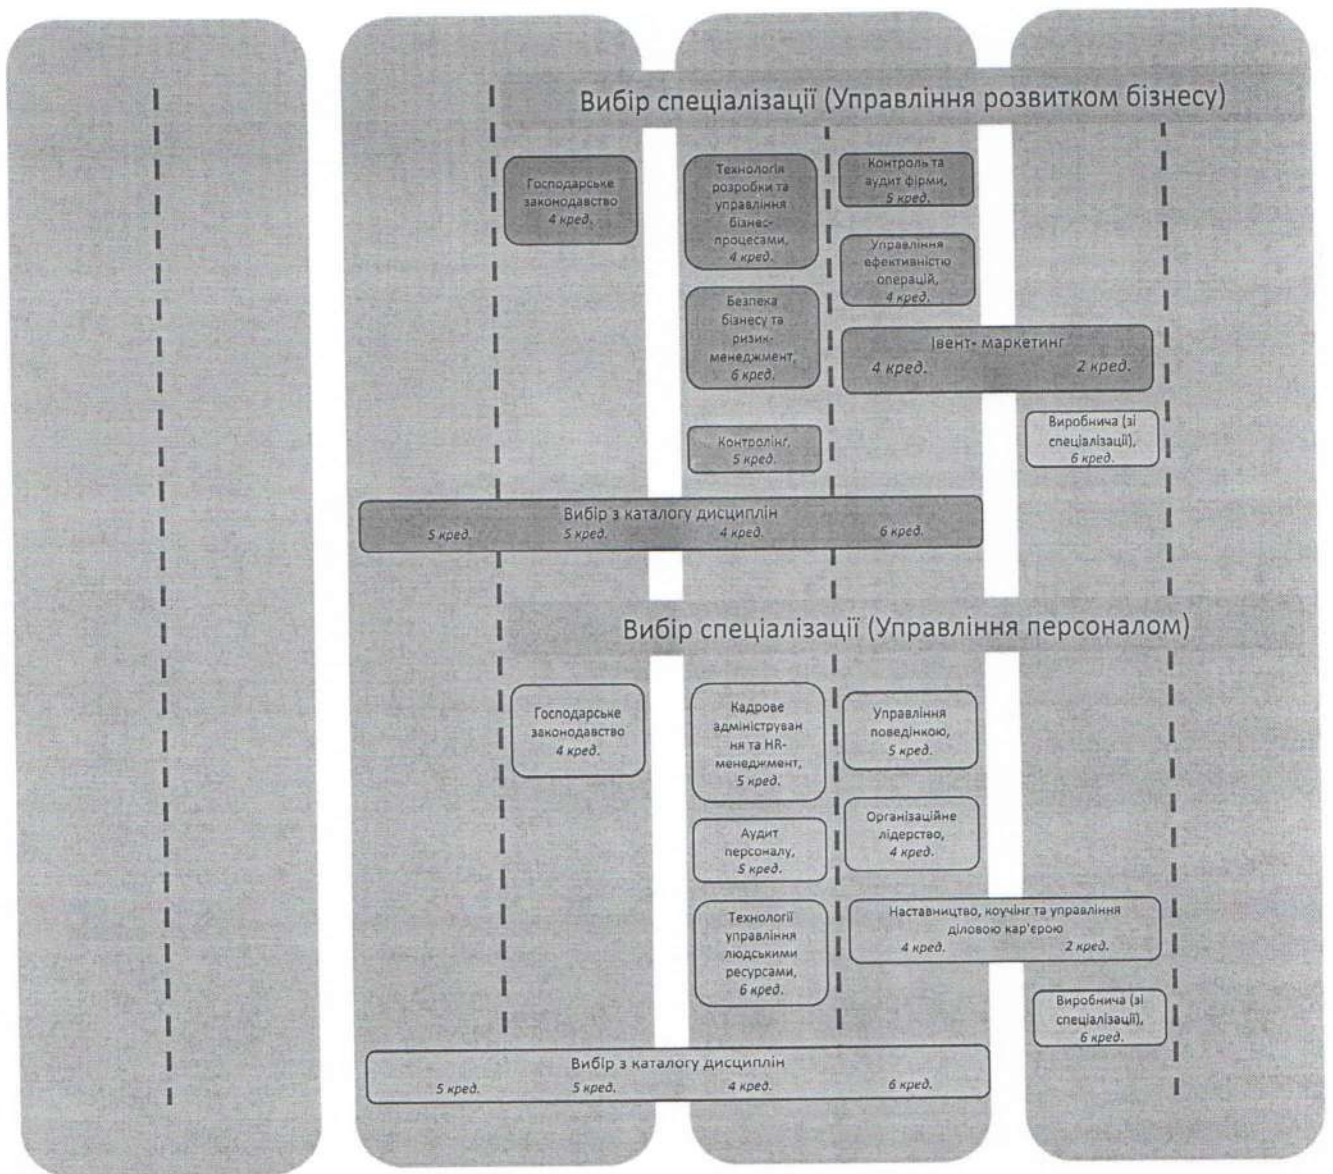 Вибір спеціалізації (Управління розвитком бізнесу)
Господарське
законодавство
4 кред.
Технологія
розробки та
управління
бізнес-
процесами,
4 кред.
Контроль та
аудит фірми,
5 кред.
Управління
ефективністю
операцій,
4 кред.
Безпека
бізнесу та
ризик-
менеджмент,
6 кред.
Івент- маркетинг
4 кред. 2 кред.
Контролінг,
5 кред.
Виробнича (зі
спеціалізації),
6 кред.
Вибір з каталогу дисциплін
5 кред. 5 кред. 4 кред. 6 кред.
Вибір спеціалізації (Управління персоналом)
Господарське
законодавство
4 кред.
Кадрове
адмініструван
ня та HR-
менеджмент,
5 кред.
Управління
поведінкою,
5 кред.
Аудит
персоналу,
5 кред.
Організаційне
лідерство,
4 кред.
Технології
управління
людськими
ресурсами,
6 кред.
Наставництво, коучінг та управління
діловою кар'єрою
4 кред. 2 кред.
Виробнича (зі
спеціалізації),
6 кред.
Вибір з каталогу дисциплін
5 кред. 5 кред. 4 кред. 6 кред.